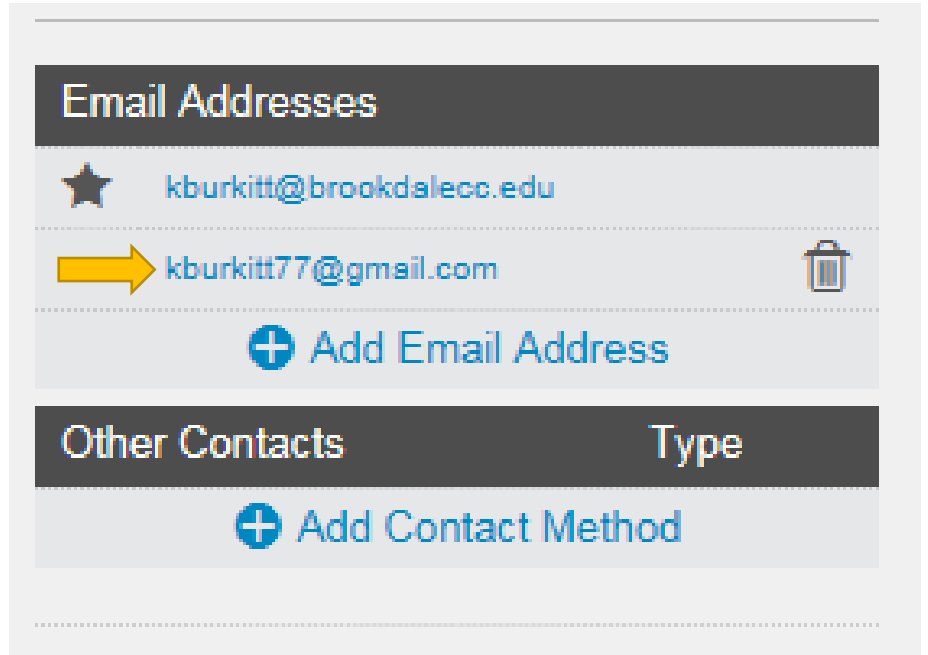 Email Addresses
kburkitt@brookdalecc.edu
kburkitt77@gmail.com
Add Email Address
Other Contacts Type
Add Contact Method